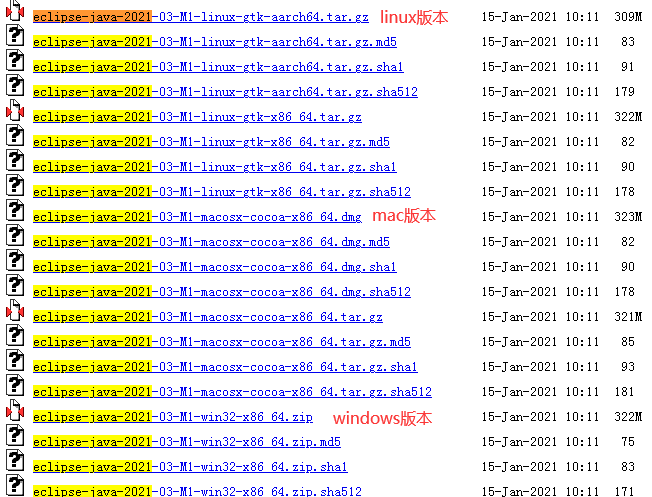 eclipse-java-2021-03-M1-linux-gtk-aarch64.tar.gz linux版本 15-Jan-2021 10:11 309M
eclipse-java-2021-03-M1-linux-gtk-aarch64.tar.gz.md5 15-Jan-2021 10:11 83
eclipse-java-2021-03-M1-linux-gtk-aarch64.tar.gz.sha1 15-Jan-2021 10:11 91
eclipse-java-2021-03-M1-linux-gtk-aarch64.tar.gz.sha512 15-Jan-2021 10:11 179
eclipse-java-2021-03-M1-linux-gtk-x86_64.tar.gz 15-Jan-2021 10:11 322M
eclipse-java-2021-03-M1-linux-gtk-x86_64.tar.gz.md5 15-Jan-2021 10:11 82
eclipse-java-2021-03-M1-linux-gtk-x86_64.tar.gz.sha1 15-Jan-2021 10:11 90
eclipse-java-2021-03-M1-linux-gtk-x86_64.tar.gz.sha512 15-Jan-2021 10:11 178
eclipse-java-2021-03-M1-macosx-cocoa-x86_64.dmg mac版本 15-Jan-2021 10:11 323M
eclipse-java-2021-03-M1-macosx-cocoa-x86_64.dmg.md5 15-Jan-2021 10:11 82
eclipse-java-2021-03-M1-macosx-cocoa-x86_64.dmg.sha1 15-Jan-2021 10:11 90
eclipse-java-2021-03-M1-macosx-cocoa-x86_64.dmg.sha512 15-Jan-2021 10:11 178
eclipse-java-2021-03-M1-macosx-cocoa-x86_64.tar.gz 15-Jan-2021 10:11 321M
eclipse-java-2021-03-M1-macosx-cocoa-x86_64.tar.gz.md5 15-Jan-2021 10:11 85
eclipse-java-2021-03-M1-macosx-cocoa-x86_64.tar.gz.sha1 15-Jan-2021 10:11 93
eclipse-java-2021-03-M1-macosx-cocoa-x86_64.tar.gz.sha512 15-Jan-2021 10:11 181
eclipse-java-2021-03-M1-win32-x86_64.zip windows版本 15-Jan-2021 10:11 322M
eclipse-java-2021-03-M1-win32-x86_64.zip.md5 15-Jan-2021 10:11 75
eclipse-java-2021-03-M1-win32-x86_64.zip.sha1 15-Jan-2021 10:11 83
eclipse-java-2021-03-M1-win32-x86_64.zip.sha512 15-Jan-2021 10:11 171